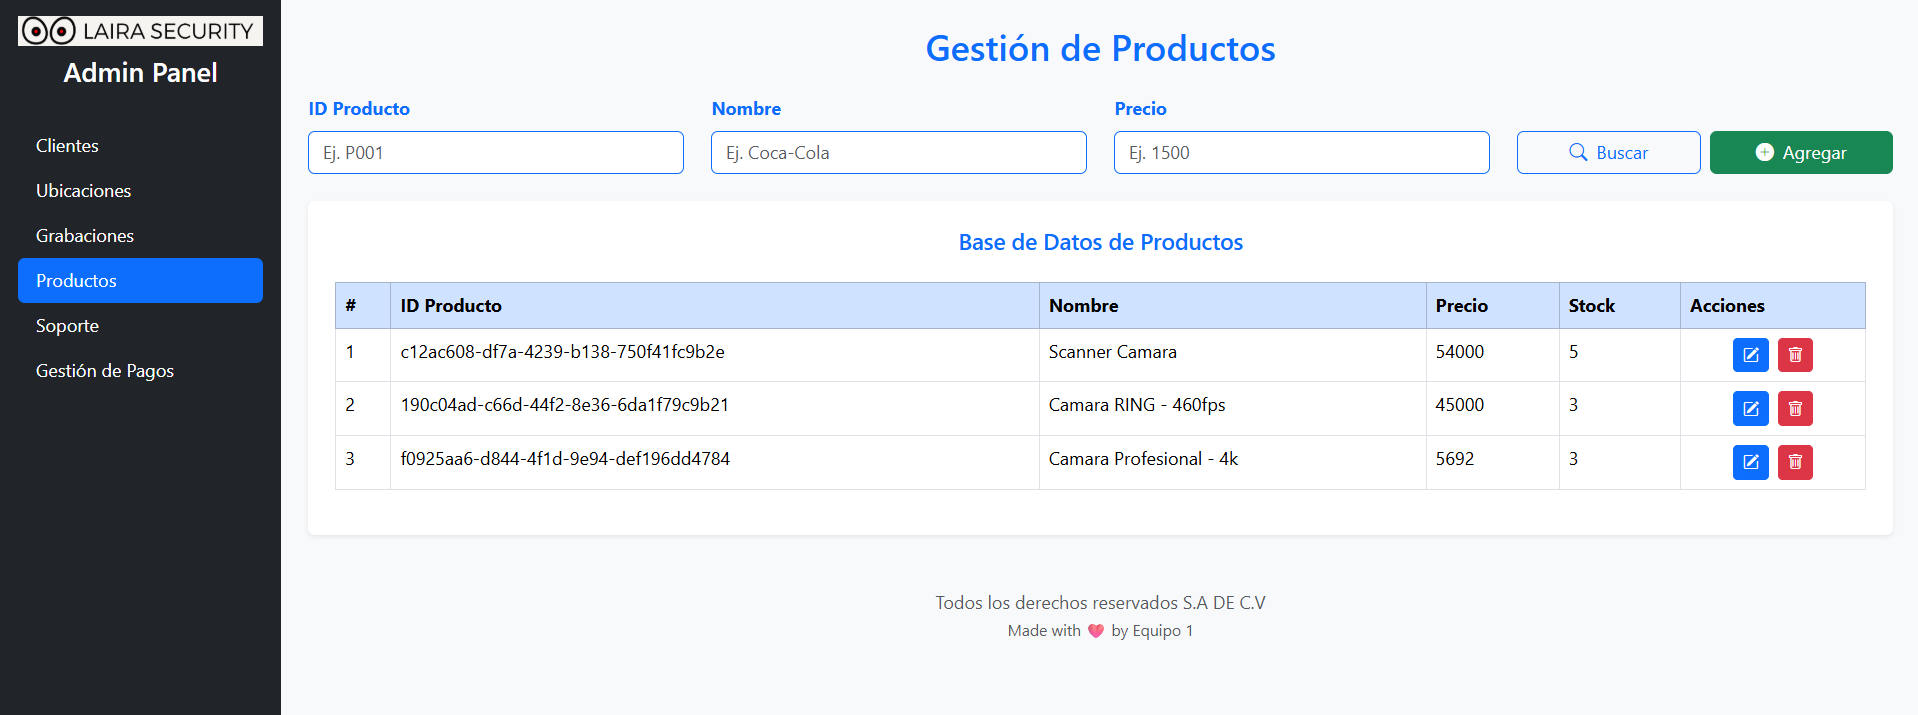 LAIRA SECURITY
Admin Panel
Clientes
Ubicaciones
Grabaciones
Productos
Soporte
Gestión de Pagos
Gestión de Productos
ID Producto Nombre Precio
Ej. P001 Ej. Coca-Cola Ej. 1500 Buscar Agregar
Base de Datos de Productos
# ID Producto Nombre Precio Stock Acciones
1 c12ac608-df7a-4239-b138-750f41fc9b2e Scanner Camara 54000 5
2 190c04ad-c66d-44f2-8e36-6da1f79c9b21 Camara RING - 460fps 45000 3
3 f0925aa6-d844-4f1d-9e94-def196dd4784 Camara Profesional - 4k 5692 3
Todos los derechos reservados S.A DE C.V
Made with ❤ by Equipo 1